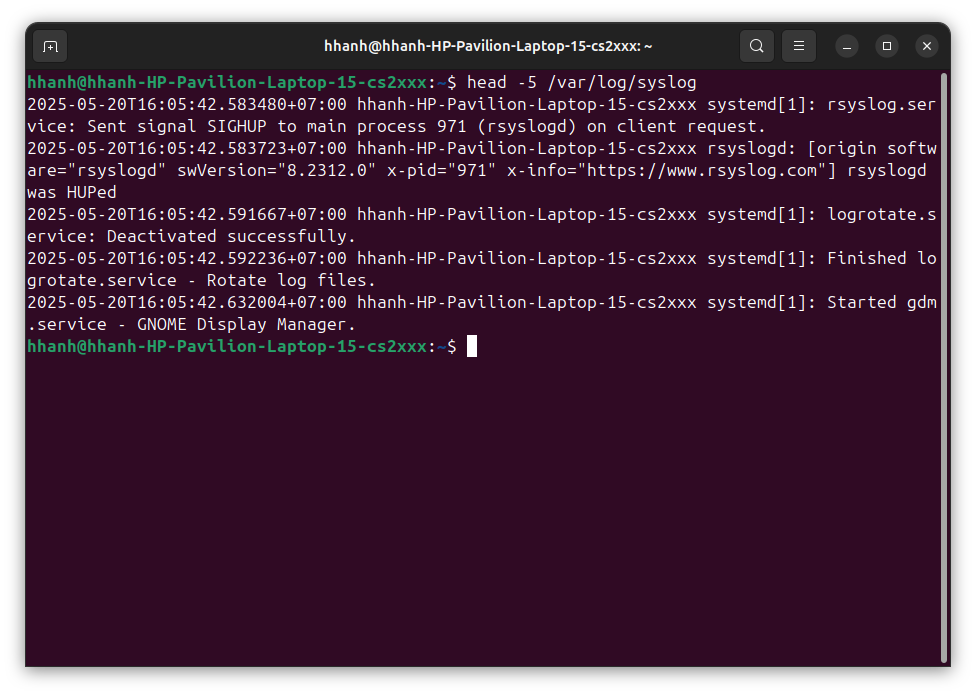 hhanh@hhanh-HP-Pavilion-Laptop-15-cs2xxx: ~
hhanh@hhanh-HP-Pavilion-Laptop-15-cs2xxx:~$ head -5 /var/log/syslog
2025-05-20T16:05:42.583480+07:00 hhanh-HP-Pavilion-Laptop-15-cs2xxx systemd[1]: rsyslog.ser
vice: Sent signal SIGHUP to main process 971 (rsyslogd) on client request.
2025-05-20T16:05:42.583723+07:00 hhanh-HP-Pavilion-Laptop-15-cs2xxx rsyslogd: [origin softw
are="rsyslogd" swVersion="8.2312.0" x-pid="971" x-info="https://www.rsyslog.com"] rsyslogd
was HUPed
2025-05-20T16:05:42.591667+07:00 hhanh-HP-Pavilion-Laptop-15-cs2xxx systemd[1]: logrotate.s
ervice: Deactivated successfully.
2025-05-20T16:05:42.592236+07:00 hhanh-HP-Pavilion-Laptop-15-cs2xxx systemd[1]: Finished lo
grotate.service - Rotate log files.
2025-05-20T16:05:42.632004+07:00 hhanh-HP-Pavilion-Laptop-15-cs2xxx systemd[1]: Started gdm
.service - GNOME Display Manager.
hhanh@hhanh-HP-Pavilion-Laptop-15-cs2xxx:~$